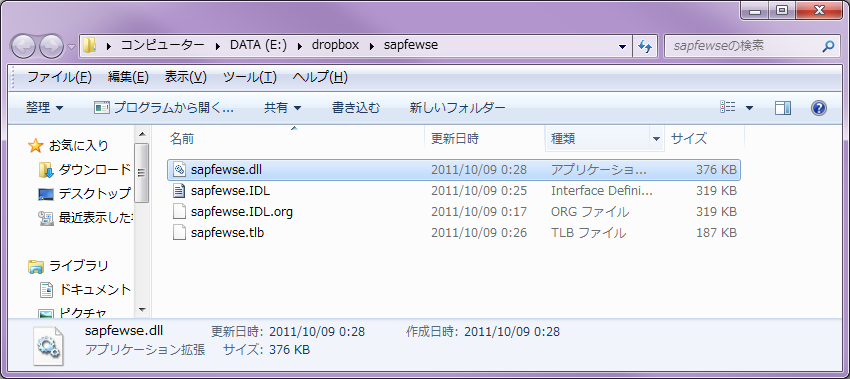 コンピューター ▸ DATA (E:) ▸ dropbox ▸ sapfewse
sapfewseの検索
ファイル(F) 編集(E) 表示(V) ツール(T) ヘルプ(H)
整理 プログラムから開く... 共有 書き込む 新しいフォルダー
お気に入り
ダウンロード
デスクトップ
最近表示した
ライブラリ
ドキュメント
ピクチャ
名前 更新日時 種類 サイズ
sapfewse.dll 2011/10/09 0:28 アプリケーショ... 376 KB
sapfewse.IDL 2011/10/09 0:25 Interface Defini... 319 KB
sapfewse.IDL.org 2011/10/09 0:17 ORG ファイル 319 KB
sapfewse.tlb 2011/10/09 0:26 TLB ファイル 187 KB
sapfewse.dll 更新日時: 2011/10/09 0:28 作成日時: 2011/10/09 0:28
アプリケーション拡張 サイズ: 376 KB